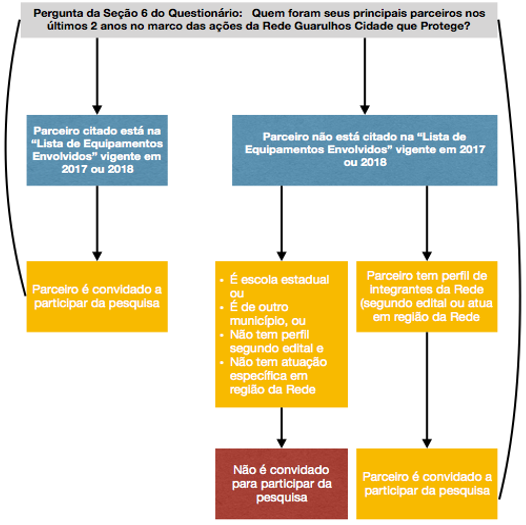 Pergunta da Seção 6 do Questionário: Quem foram seus principais parceiros nos
últimos 2 anos no marco das ações da Rede Guarulhos Cidade que Protege?
Parceiro citado está na
“Lista de Equipamentos
Envolvidos” vigente em
2017 ou 2018
Parceiro não está citado na “Lista de
Equipamentos Envolvidos” vigente em 2017
ou 2018
Parceiro é convidado a
participar da pesquisa
• É escola estadual
ou
• É de outro
município, ou
• Não tem perfil
segundo edital e
• Não tem atuação
específica em
região da Rede
Parceiro tem perfil de
Integrantes da Rede
(segundo edital ou atua
em região da Rede
Não é convidado
para participar da
pesquisa
Parceiro é convidado a
participar da pesquisa